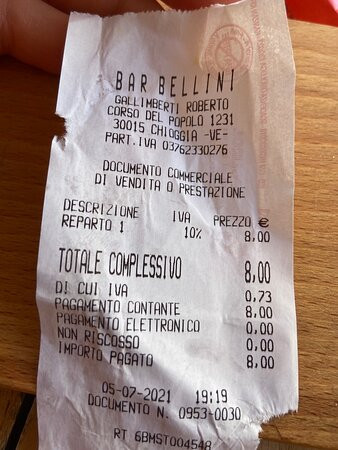 BAR BELLINI
GALLIMBERTI ROBERTO
CORSO DEL POPOLO 1231
30015 CHIOGGIA -VE-
PART.IVA 03762330276
DOCUMENTO COMMERCIALE
DI VENDITA O PRESTAZIONE
DESCRIZIONE IVA PREZZO €
REPARTO 1 10% 8,00
TOTALE COMPLESSIVO 8,00
DI CUI IVA 0,73
PAGAMENTO CONTANTE 8,00
PAGAMENTO ELETTRONICO 0,00
NON RISCOSSO 0,00
IMPORTO PAGATO 8,00
05-07-2021 19:19
DOCUMENTO N. 0953-0030
RT 6BMST004548